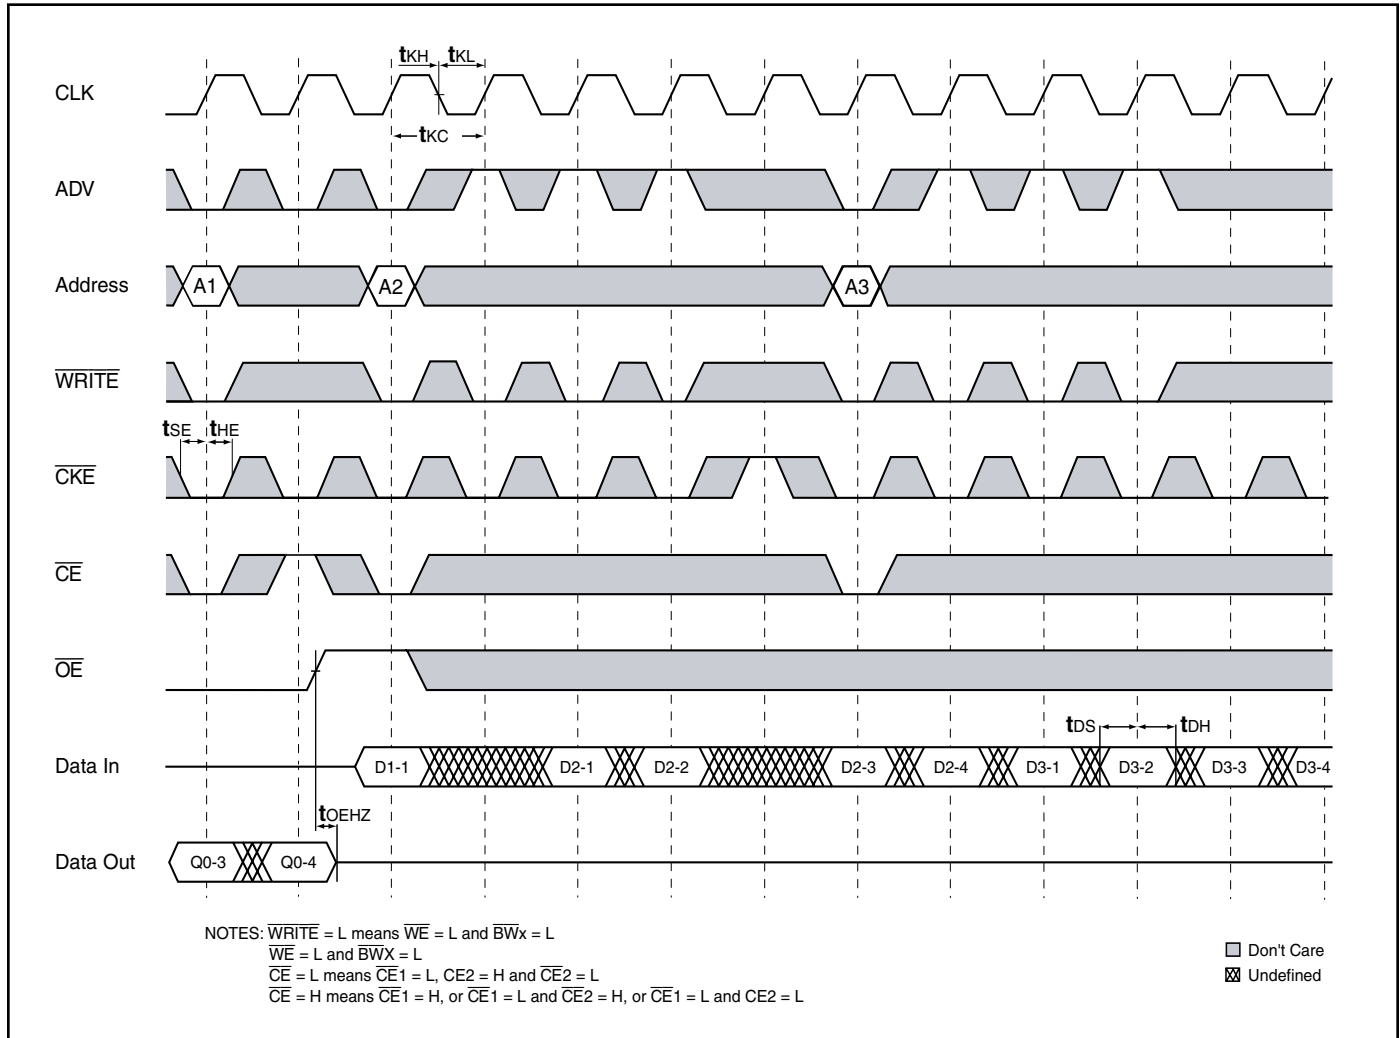 tKH tKL
CLK
tKC
ADV
Address A1 A2 A3
WRITE
tSE tHE
CKE
CE
OE
tDS tDH
Data In D1-1 D2-1 D2-2 D2-3 D2-4 D3-1 D3-2 D3-3 D3-4
tOEHZ
Data Out Q0-3 Q0-4
NOTES: WRITE = L means WE = L and BWx = L
WE = L and BWX = L
CE = L means CE1 = L, CE2 = H and CE2 = L
CE = H means CE1 = H, or CE1 = L and CE2 = H, or CE1 = L and CE2 = L
Don't Care
Undefined